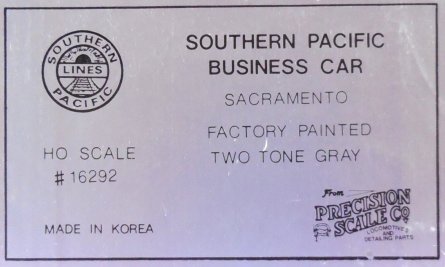 SOUTHERN
LINES
PACIFIC
SOUTHERN PACIFIC
BUSINESS CAR
SACRAMENTO
FACTORY PAINTED
TWO TONE GRAY
HO SCALE
# 16292
MADE IN KOREA
From
PRECISION
SCALE CO
LOCOMOTIVES
AND
DETAILING PARTS